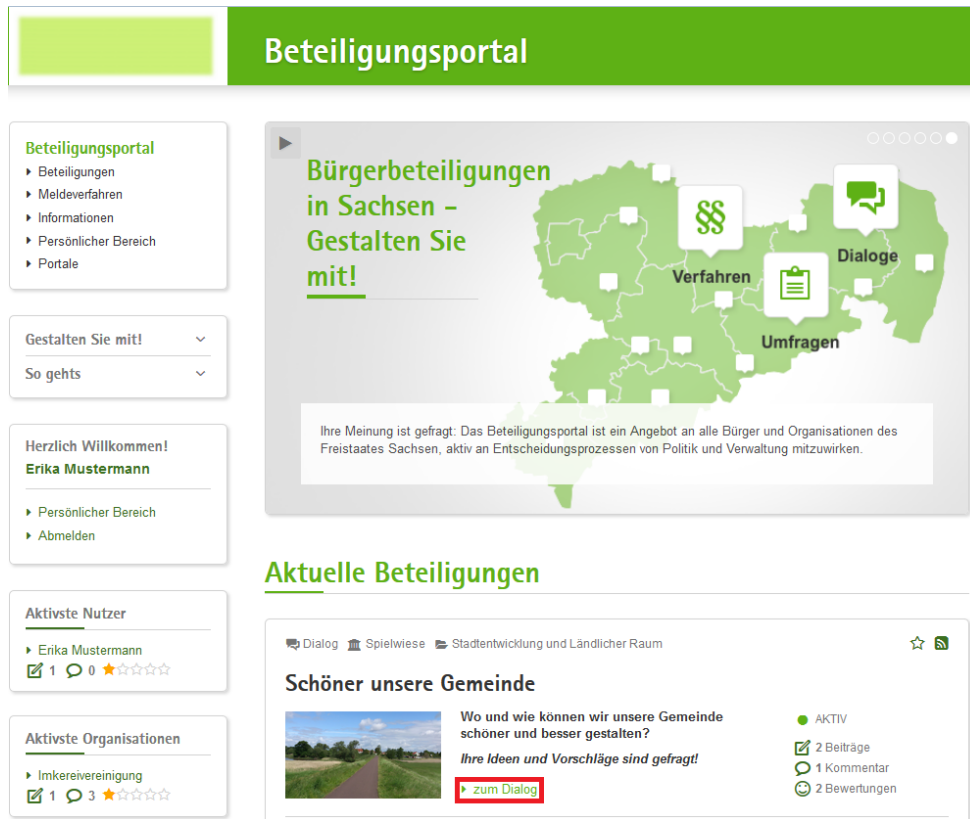 Beteiligungsportal
Beteiligungsportal
Beteiligungen
Meldeverfahren
Informationen
Persönlicher Bereich
Portale
Gestalten Sie mit!
So gehts
Herzlich Willkommen!
Erika Mustermann
Persönlicher Bereich
Abmelden
Aktivste Nutzer
Erika Mustermann
1 0
Aktivste Organisationen
Imkereivereinigung
1 3
Bürgerbeteiligungen
in Sachsen –
Gestalten Sie
mit!
§§
Verfahren
Dialoge
Umfragen
Ihre Meinung ist gefragt: Das Beteiligungsportal ist ein Angebot an alle Bürger und Organisationen des
Freistaates Sachsen, aktiv an Entscheidungsprozessen von Politik und Verwaltung mitzuwirken.
Aktuelle Beteiligungen
Dialog Spielwiese Stadtentwicklung und Ländlicher Raum
Schöner unsere Gemeinde
Wo und wie können wir unsere Gemeinde
schöner und besser gestalten?
Ihre Ideen und Vorschläge sind gefragt!
zum Dialog
AKTIV
2 Beiträge
1 Kommentar
2 Bewertungen